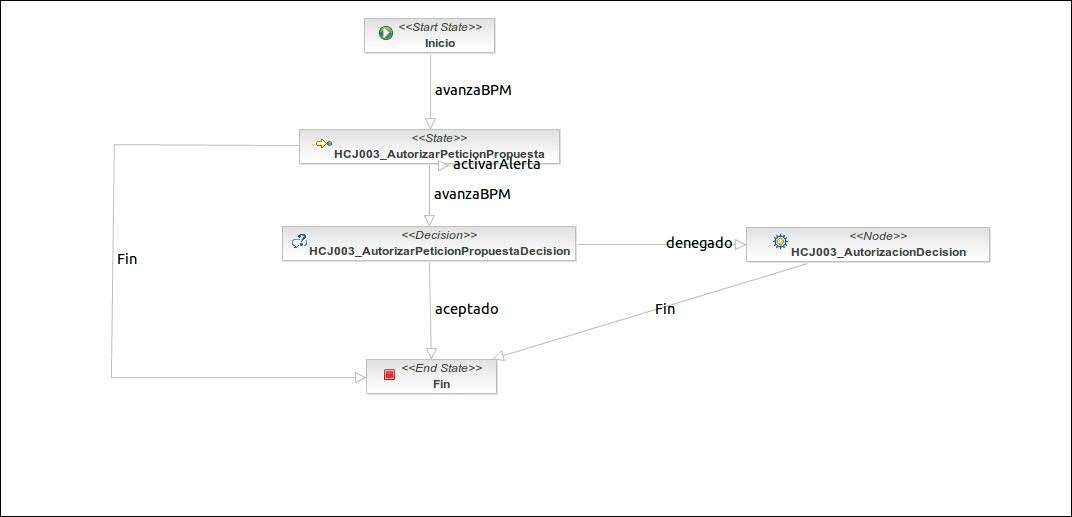 <<Start State>>
Inicio
avanzaBPM
<<State>>
HCJ003_AutorizarPeticionPropuesta
activarAlerta
avanzaBPM
<<Decision>>
HCJ003_AutorizarPeticionPropuestaDecision
denegado
<<Node>>
HCJ003_AutorizacionDecision
Fin
aceptado
Fin
<<End State>>
Fin